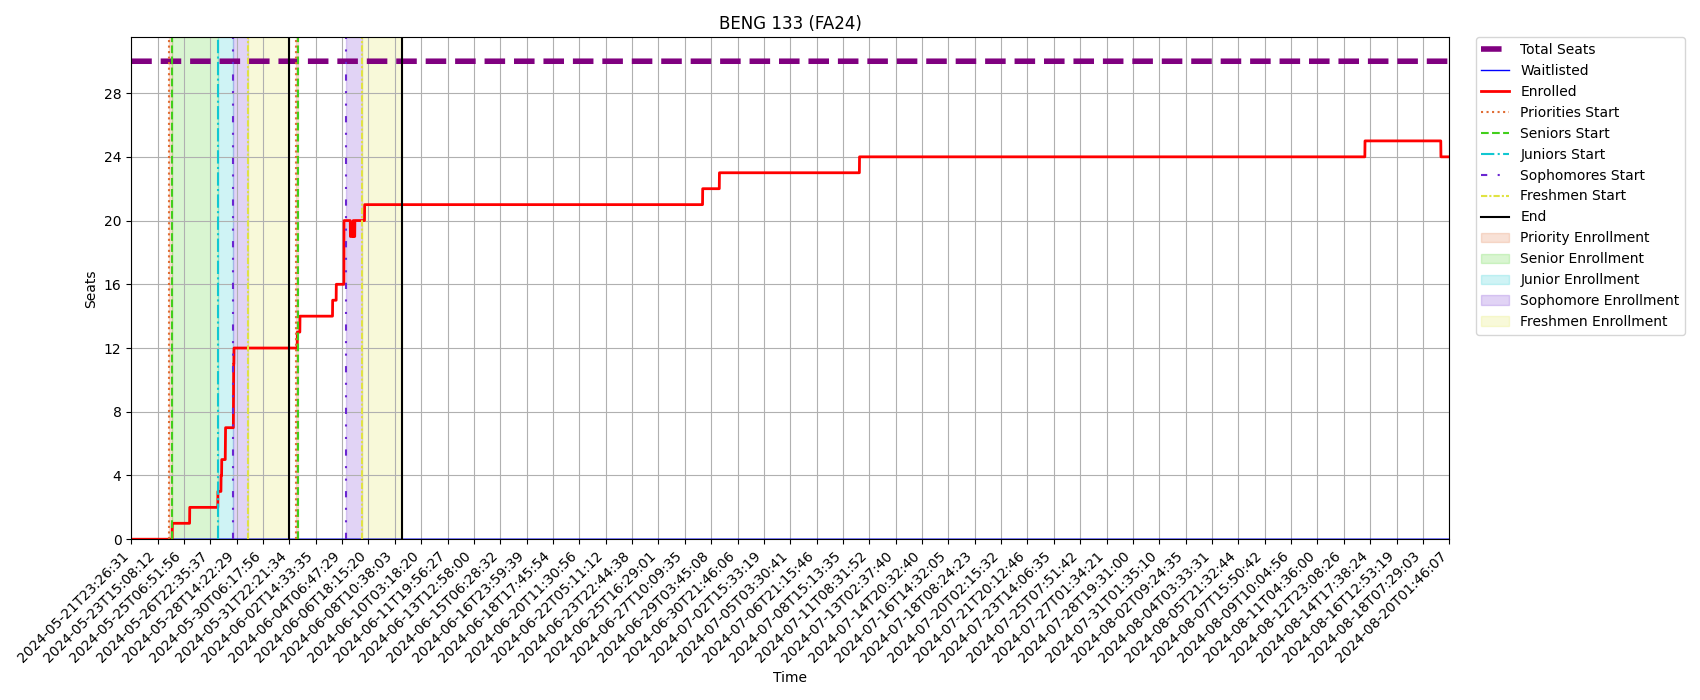 BENG 133 (FA24)
Seats
28
24
20
16
12
8
4
0
2024-05-21T23:26:31
2024-05-23T15:08:12
2024-05-25T06:51:56
2024-05-26T22:35:37
2024-05-28T14:22:29
2024-05-30T06:17:56
2024-05-31T22:21:34
2024-06-02T14:33:35
2024-06-04T06:47:29
2024-06-06T18:15:20
2024-06-08T10:38:03
2024-06-10T03:18:20
2024-06-11T19:56:27
2024-06-13T12:58:00
2024-06-15T06:28:32
2024-06-16T23:59:39
2024-06-18T17:45:54
2024-06-20T11:30:56
2024-06-22T05:11:12
2024-06-23T22:44:38
2024-06-25T16:29:01
2024-06-27T10:09:35
2024-06-29T03:45:08
2024-06-30T21:46:06
2024-07-02T15:33:19
2024-07-05T03:30:41
2024-07-06T21:15:46
2024-07-08T15:13:35
2024-07-11T08:31:52
2024-07-13T02:37:40
2024-07-14T20:32:40
2024-07-16T14:32:05
2024-07-18T08:24:23
2024-07-20T02:15:32
2024-07-21T20:12:46
2024-07-23T14:06:35
2024-07-25T07:51:42
2024-07-27T01:34:21
2024-07-28T19:31:00
2024-07-31T01:35:10
2024-08-02T09:24:35
2024-08-04T03:33:31
2024-08-05T21:32:44
2024-08-07T15:50:42
2024-08-09T10:04:56
2024-08-11T04:36:00
2024-08-12T23:08:26
2024-08-14T17:38:24
2024-08-16T12:53:19
2024-08-18T07:29:03
2024-08-20T01:46:07
Time
Total Seats
Waitlisted
Enrolled
Priorities Start
Seniors Start
Juniors Start
Sophomores Start
Freshmen Start
End
Priority Enrollment
Senior Enrollment
Junior Enrollment
Sophomore Enrollment
Freshmen Enrollment